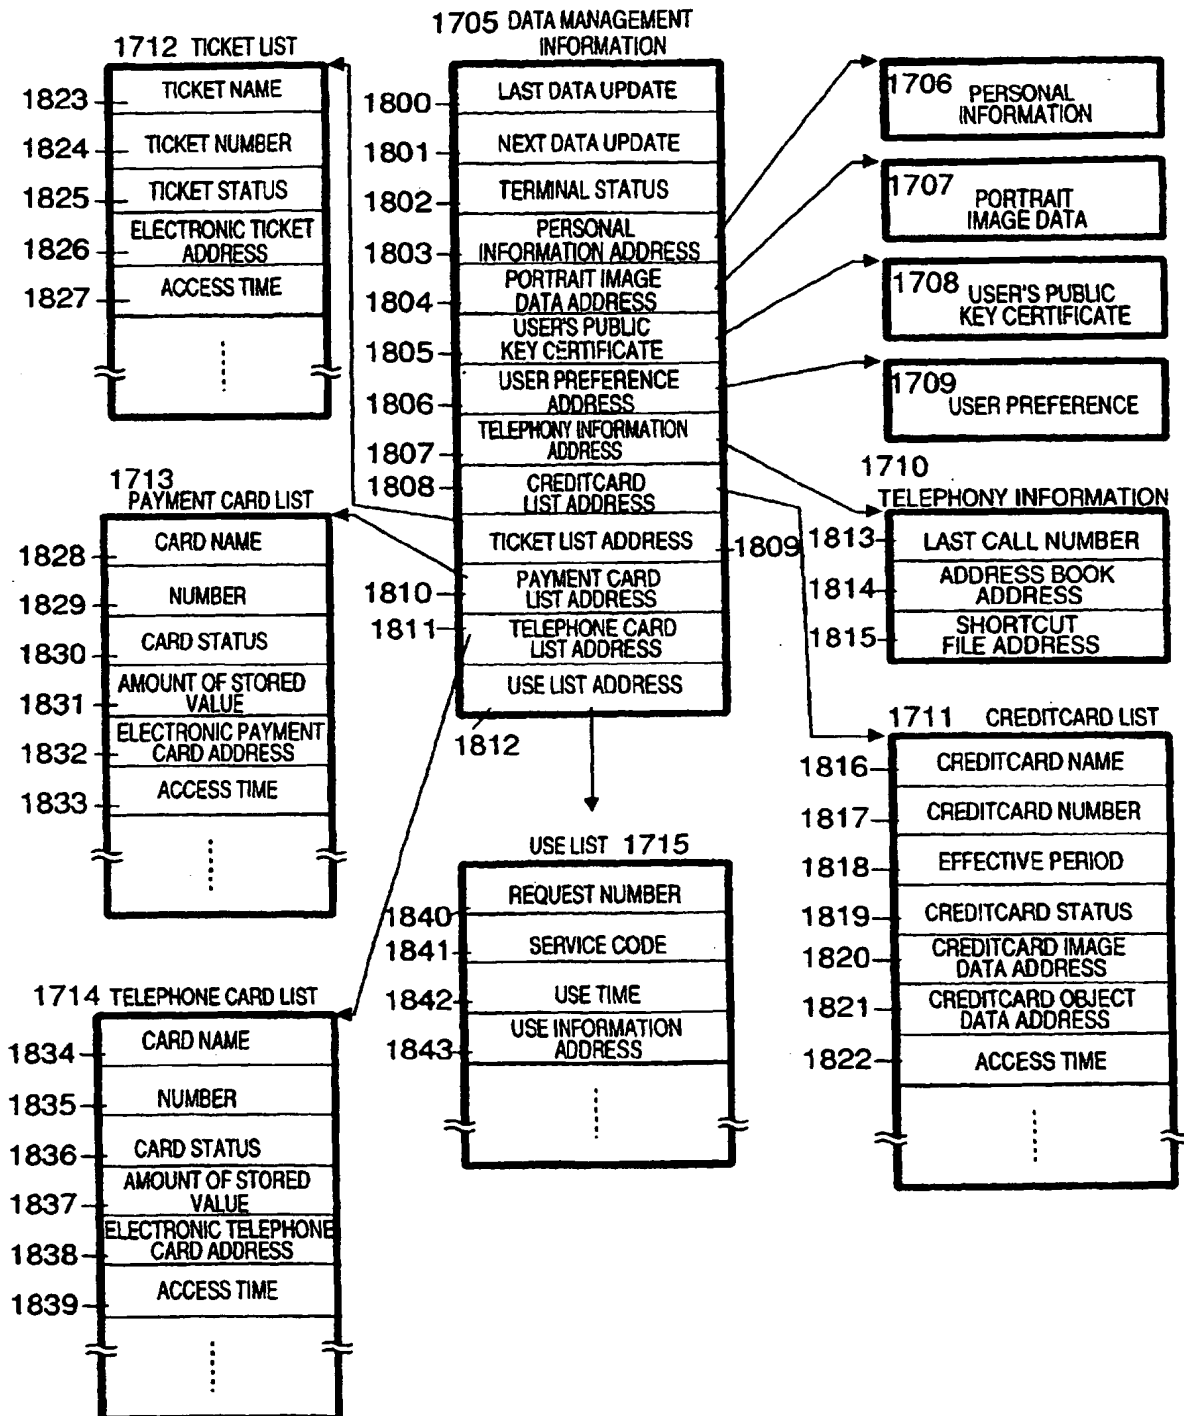 1705 DATA MANAGEMENT
INFORMATION
1800 LAST DATA UPDATE
1801 NEXT DATA UPDATE
1802 TERMINAL STATUS
1803 PERSONAL
INFORMATION ADDRESS
1804 PORTRAIT IMAGE
DATA ADDRESS
1805 USER'S PUBLIC
KEY CERTIFICATE
1806 USER PREFERENCE
ADDRESS
1807 TELEPHONY INFORMATION
ADDRESS
1808 CREDITCARD
LIST ADDRESS
TICKET LIST ADDRESS 1809
1810 PAYMENT CARD
LIST ADDRESS
1811 TELEPHONE CARD
LIST ADDRESS
USE LIST ADDRESS
1812
1712 TICKET LIST
1823 TICKET NAME
1824 TICKET NUMBER
1825 TICKET STATUS
1826 ELECTRONIC TICKET
ADDRESS
1827 ACCESS TIME
1713
PAYMENT CARD LIST
1828 CARD NAME
1829 NUMBER
1830 CARD STATUS
1831 AMOUNT OF STORED
VALUE
1832 ELECTRONIC PAYMENT
CARD ADDRESS
1833 ACCESS TIME
1714 TELEPHONE CARD LIST
1834 CARD NAME
1835 NUMBER
1836 CARD STATUS
1837 AMOUNT OF STORED
VALUE
1838 ELECTRONIC TELEPHONE
CARD ADDRESS
1839 ACCESS TIME
USE LIST 1715
1840 REQUEST NUMBER
1841 SERVICE CODE
1842 USE TIME
1843 USE INFORMATION
ADDRESS
1706 PERSONAL
INFORMATION
1707 PORTRAIT
IMAGE DATA
1708 USER'S PUBLIC
KEY CERTIFICATE
1709
USER PREFERENCE
1710
TELEPHONY INFORMATION
1813 LAST CALL NUMBER
1814 ADDRESS BOOK
ADDRESS
1815 SHORTCUT
FILE ADDRESS
1711 CREDITCARD LIST
1816 CREDITCARD NAME
1817 CREDITCARD NUMBER
1818 EFFECTIVE PERIOD
1819 CREDITCARD STATUS
1820 CREDITCARD IMAGE
DATA ADDRESS
1821 CREDITCARD OBJECT
DATA ADDRESS
1822 ACCESS TIME